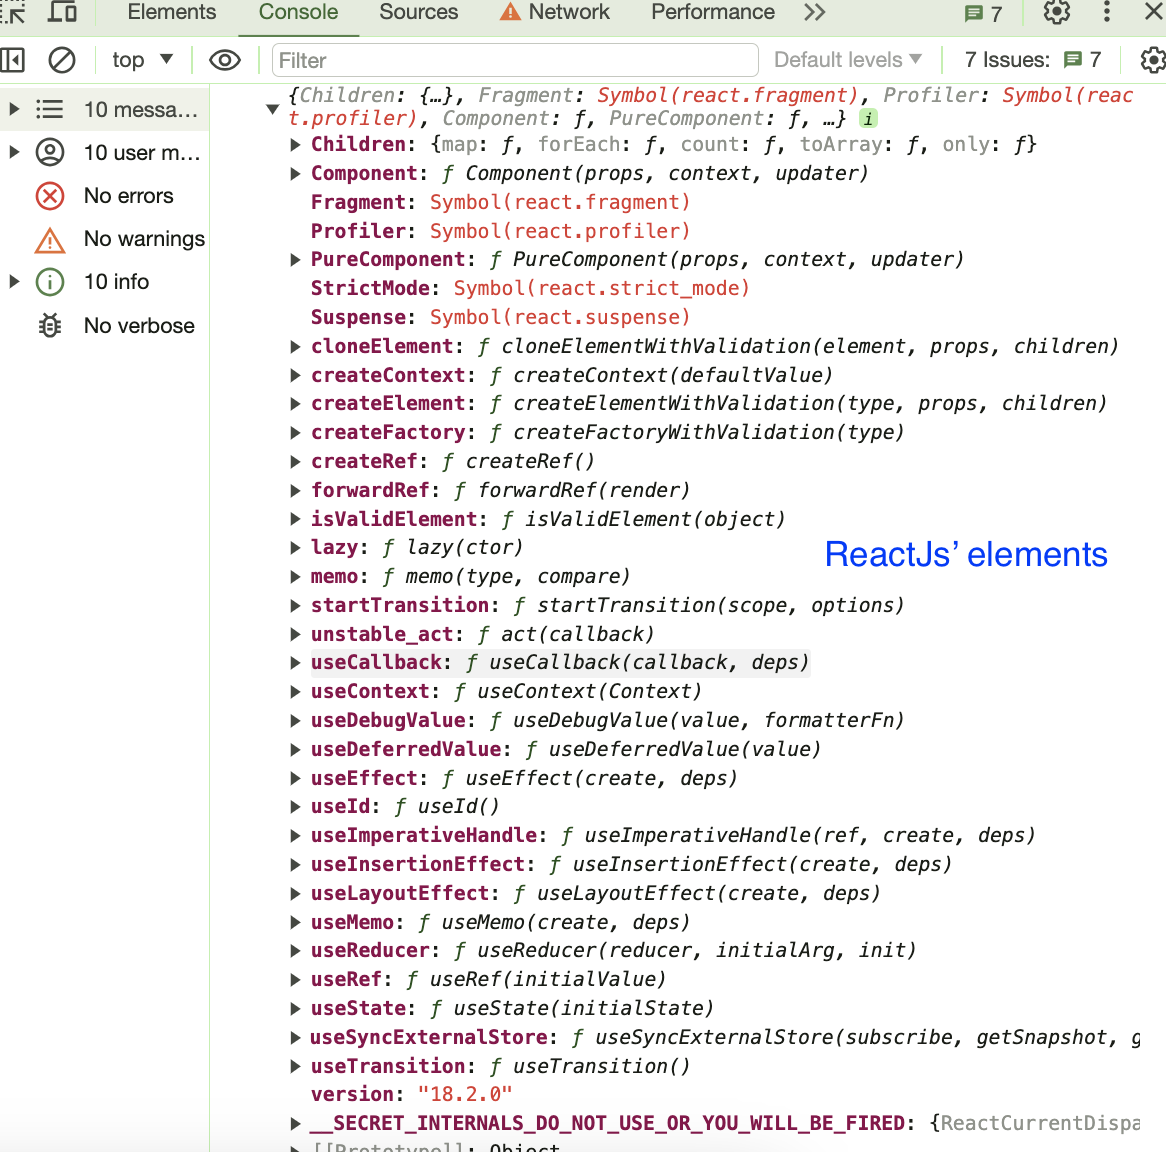 Elements Console Sources Network Performance 7
top Filter Default levels 7 Issues: 7
10 messa...
10 user m...
No errors
No warnings
10 info
No verbose
{Children: {…}, Fragment: Symbol(react.fragment), Profiler: Symbol(reac
t.profiler), Component: ƒ, PureComponent: ƒ, …} i
Children: {map: ƒ, forEach: ƒ, count: ƒ, toArray: ƒ, only: ƒ}
Component: ƒ Component(props, context, updater)
Fragment: Symbol(react.fragment)
Profiler: Symbol(react.profiler)
PureComponent: ƒ PureComponent(props, context, updater)
StrictMode: Symbol(react.strict_mode)
Suspense: Symbol(react.suspense)
cloneElement: ƒ cloneElementWithValidation(element, props, children)
createContext: ƒ createContext(defaultValue)
createElement: ƒ createElementWithValidation(type, props, children)
createFactory: ƒ createFactoryWithValidation(type)
createRef: ƒ createRef()
forwardRef: ƒ forwardRef(render)
isValidElement: ƒ isValidElement(object)
lazy: ƒ lazy(ctor)
ReactJs’ elements
memo: ƒ memo(type, compare)
startTransition: ƒ startTransition(scope, options)
unstable_act: ƒ act(callback)
useCallback: ƒ useCallback(callback, deps)
useContext: ƒ useContext(Context)
useDebugValue: ƒ useDebugValue(value, formatterFn)
useDeferredValue: ƒ useDeferredValue(value)
useEffect: ƒ useEffect(create, deps)
useId: ƒ useId()
useImperativeHandle: ƒ useImperativeHandle(ref, create, deps)
useInsertionEffect: ƒ useInsertionEffect(create, deps)
useLayoutEffect: ƒ useLayoutEffect(create, deps)
useMemo: ƒ useMemo(create, deps)
useReducer: ƒ useReducer(reducer, initialArg, init)
useRef: ƒ useRef(initialValue)
useState: ƒ useState(initialState)
useSyncExternalStore: ƒ useSyncExternalStore(subscribe, getSnapshot, g
useTransition: ƒ useTransition()
version: "18.2.0"
__SECRET_INTERNALS_DO_NOT_USE_OR_YOU_WILL_BE_FIRED: {ReactCurrentDispa
[[Prototype]]: Object